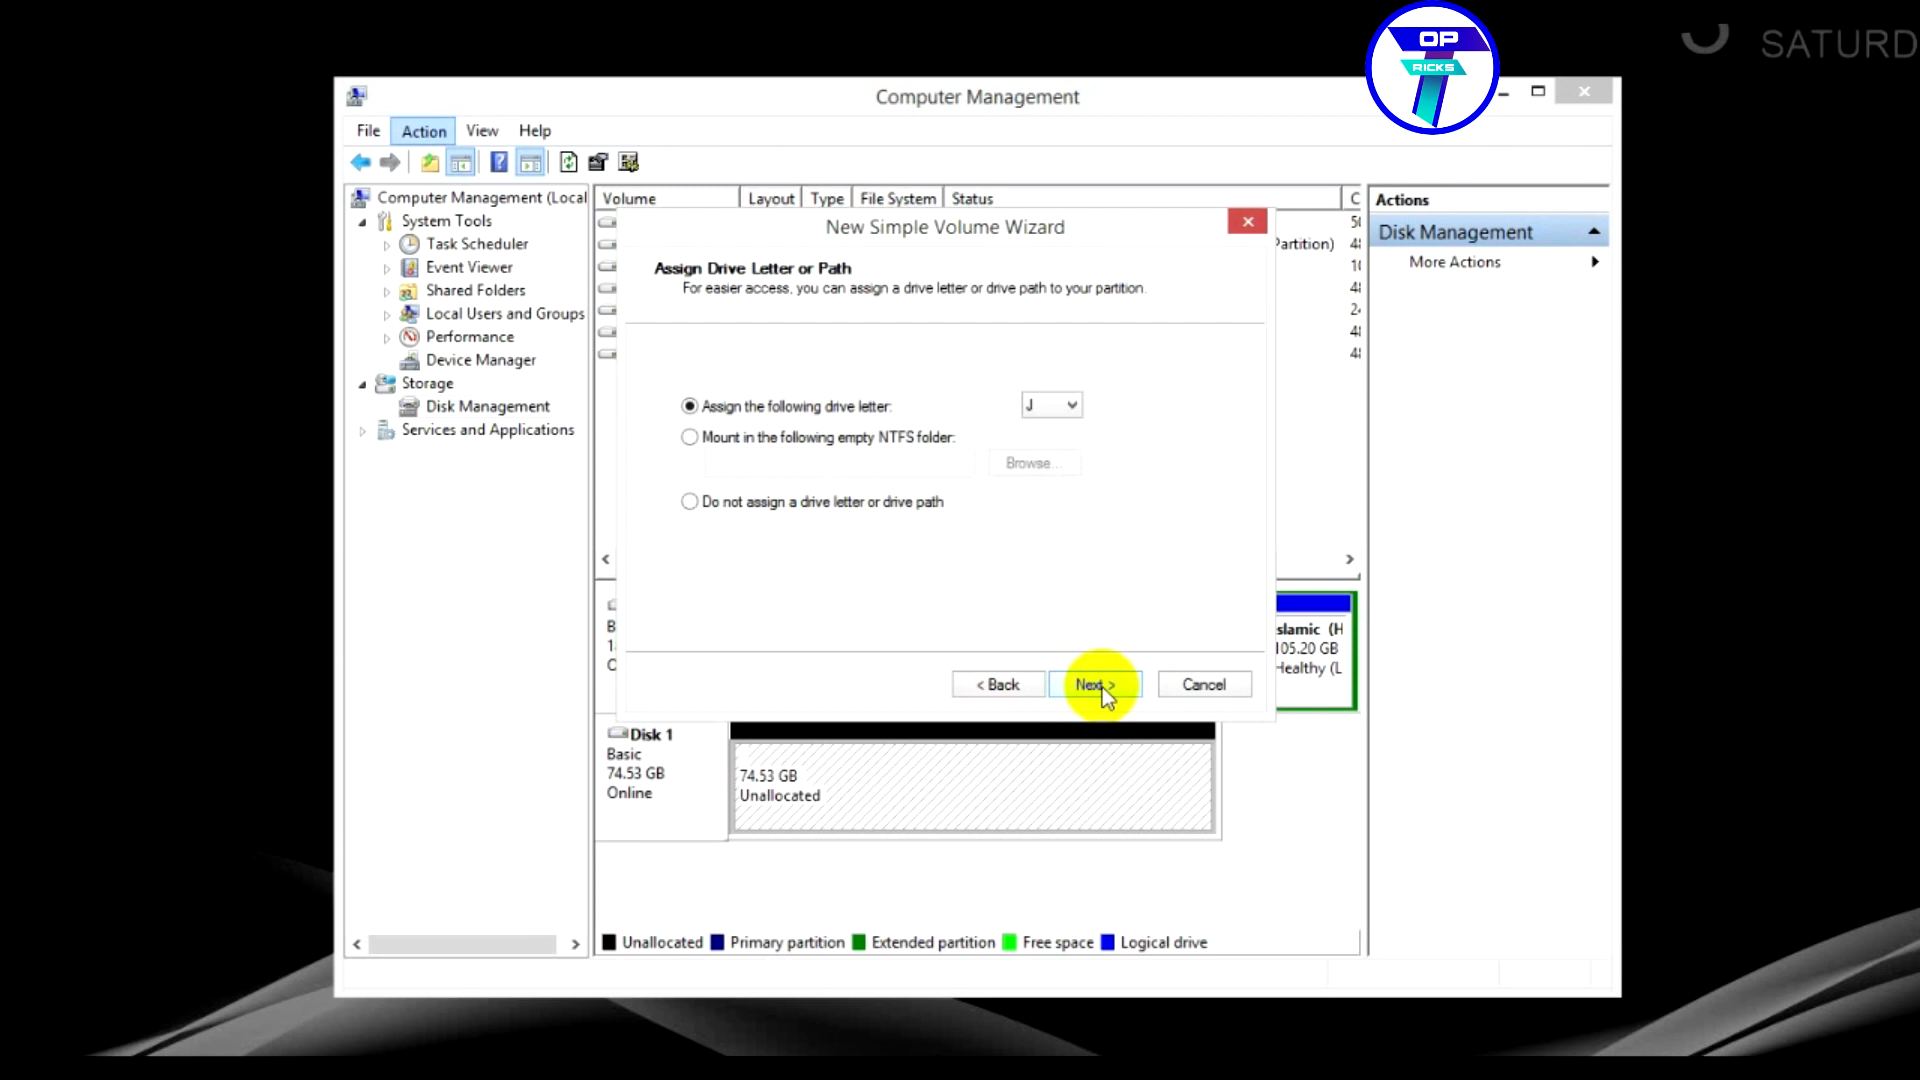 SATURD
OP
RICKS
Computer Management
File Action View Help
Computer Management (Local
System Tools
Task Scheduler
Event Viewer
Shared Folders
Local Users and Groups
Performance
Device Manager
Storage
Disk Management
Services and Applications
Volume Layout Type File System Status C
Partition)
New Simple Volume Wizard
Assign Drive Letter or Path
For easier access, you can assign a drive letter or drive path to your partition.
Assign the following drive letter: J
Mount in the following empty NTFS folder:
Browse...
Do not assign a drive letter or drive path
< Back Next > Cancel
Actions
Disk Management
More Actions
slamic (H
105.20 GB
Healthy (L
Disk 1
Basic
74.53 GB
Online
74.53 GB
Unallocated
Unallocated Primary partition Extended partition Free space Logical drive